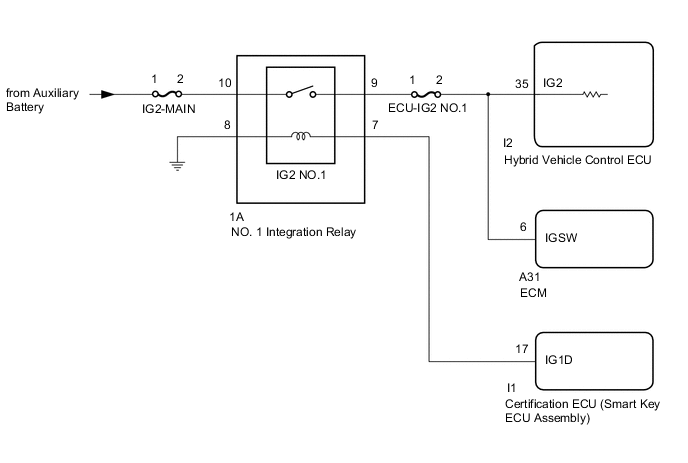 from Auxiliary
Battery
1 2
IG2-MAIN
10
9
8
7
IG2 NO.1
1A
NO. 1 Integration Relay
1 2
ECU-IG2 NO.1
35
IG2
I2
Hybrid Vehicle Control ECU
6
IGSW
A31
ECM
17
IG1D
I1
Certification ECU (Smart Key
ECU Assembly)